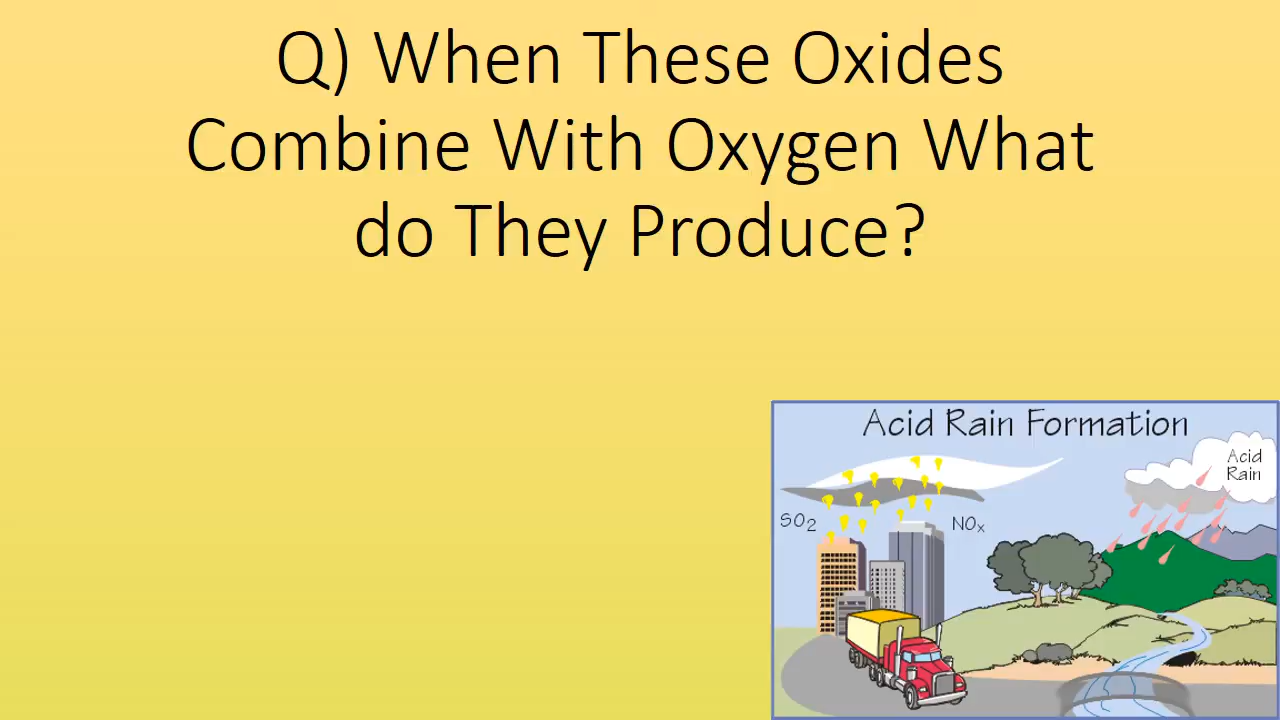 Q) When These Oxides
Combine With Oxygen What
do They Produce?
Acid Rain Formation
Acid
Rain
SO₂
NOₓ